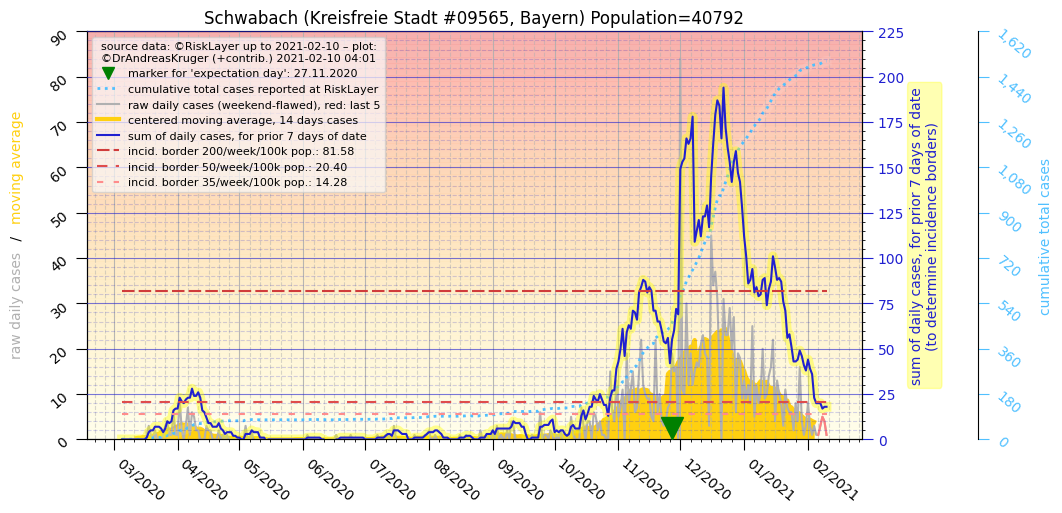 Schwabach (Kreisfreie Stadt #09565, Bayern) Population=40792
source data: ©RiskLayer up to 2021-02-10 – plot:
©DrAndreasKruger (+contrib.) 2021-02-10 04:01
marker for 'expectation day': 27.11.2020
cumulative total cases reported at RiskLayer
raw daily cases (weekend-flawed), red: last 5
centered moving average, 14 days cases
sum of daily cases, for prior 7 days of date
incid. border 200/week/100k pop.: 81.58
incid. border 50/week/100k pop.: 20.40
incid. border 35/week/100k pop.: 14.28
raw daily cases / moving average
90
80
70
60
50
40
30
20
10
0
225
200
175
150
125
100
75
50
25
0
sum of daily cases, for prior 7 days of date
(to determine incidence borders)
1,620
1,440
1,260
1,080
900
720
540
360
180
0
cumulative total cases
03/2020
04/2020
05/2020
06/2020
07/2020
08/2020
09/2020
10/2020
11/2020
12/2020
01/2021
02/2021